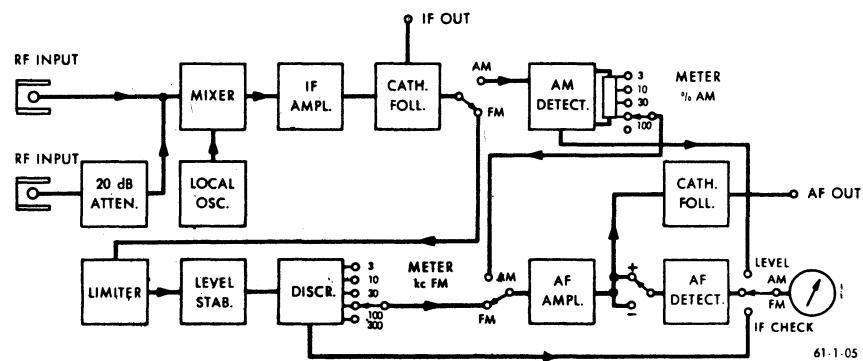 IF OUT
RF INPUT
MIXER
IF
AMPL.
CATH.
FOLL.
AM
FM
AM
DETECT.
3
10
30
100
METER
% AM
RF INPUT
20 dB
ATTEN.
LOCAL
OSC.
CATH.
FOLL.
AF OUT
LIMITER
LEVEL
STAB.
DISCR.
3
10
30
100
300
METER
kc FM
AM
FM
AF
AMPL.
+
-
AF
DETECT.
LEVEL
AM
FM
IF CHECK
61-1-05